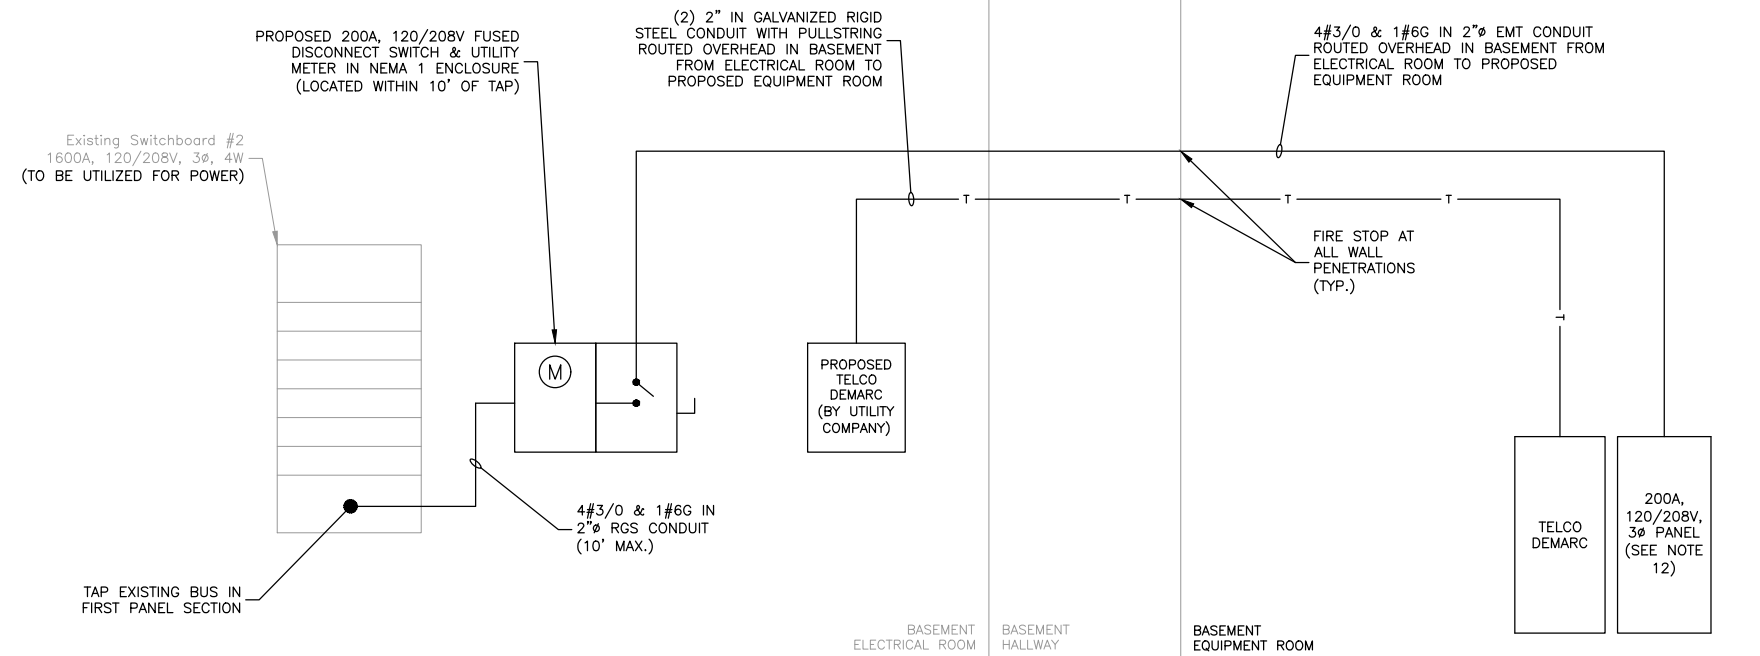 PROPOSED 200A, 120/208V FUSED
DISCONNECT SWITCH & UTILITY
METER IN NEMA 1 ENCLOSURE
(LOCATED WITHIN 10' OF TAP)
(2) 2" IN GALVANIZED RIGID
STEEL CONDUIT WITH PULLSTRING
ROUTED OVERHEAD IN BASEMENT
FROM ELECTRICAL ROOM TO
PROPOSED EQUIPMENT ROOM
4#3/0 & 1#6G IN 2"ø EMT CONDUIT
ROUTED OVERHEAD IN BASEMENT FROM
ELECTRICAL ROOM TO PROPOSED
EQUIPMENT ROOM
Existing Switchboard #2
1600A, 120/208V, 3ø, 4W
(TO BE UTILIZED FOR POWER)
T
T
T
T
FIRE STOP AT
ALL WALL
PENETRATIONS
(TYP.)
T
M
PROPOSED
TELCO
DEMARC
(BY UTILITY
COMPANY)
4#3/0 & 1#6G IN
2"ø RGS CONDUIT
(10' MAX.)
TELCO
DEMARC
200A,
120/208V,
3ø PANEL
(SEE NOTE
12)
TAP EXISTING BUS IN
FIRST PANEL SECTION
BASEMENT
ELECTRICAL ROOM
BASEMENT
HALLWAY
BASEMENT
EQUIPMENT ROOM